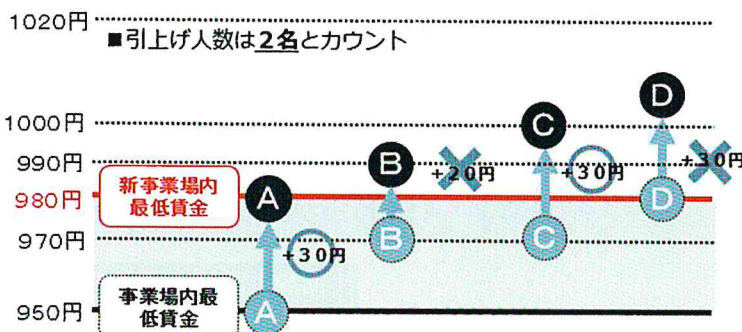 1020円
■引上げ人数は2名とカウント
1000円
990円
980円
970円
950円
新事業場内
最低賃金
事業場内最
低賃金
A
+30円
A
B
+20円
B
C
+30円
C
D
+30円
D